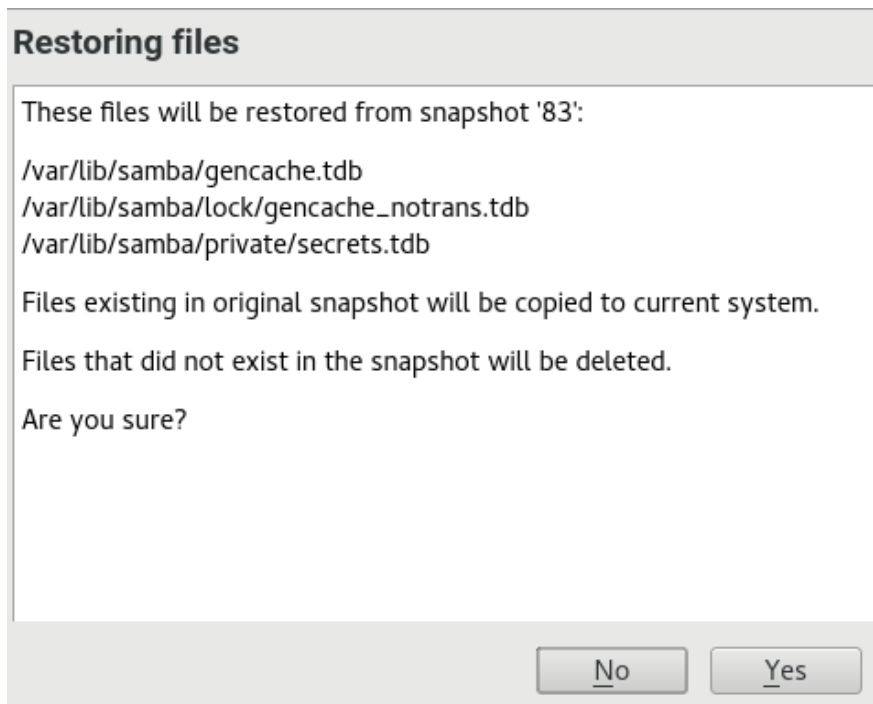 Restoring files
These files will be restored from snapshot '83':
/var/lib/samba/gencache.tdb
/var/lib/samba/lock/gencache_notrans.tdb
/var/lib/samba/private/secrets.tdb
Files existing in original snapshot will be copied to current system.
Files that did not exist in the snapshot will be deleted.
Are you sure?
No
Yes